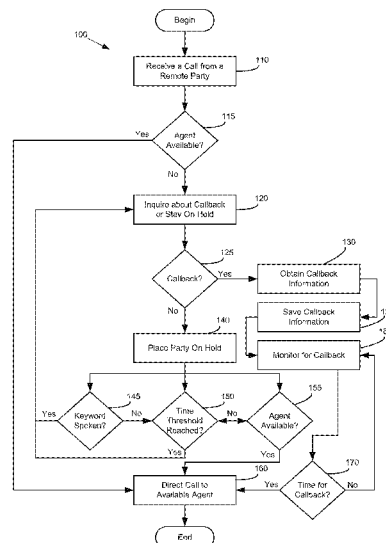 Begin
100
Receive a Call from a
Remote Party
110
115
Agent
Available?
Yes
No
Inquire about Callback
or Stay On Hold
120
125
Callback?
Yes
No
130
Obtain Callback
Information
Save Callback
Information
Monitor for Callback
140
Place Party On Hold
145
Keyword
Spoken?
Yes
No
150
Time
Threshold
Reached?
Yes
No
155
Agent
Available?
Yes
160
Direct Call to
Available Agent
170
Time for
Callback?
Yes
No
End